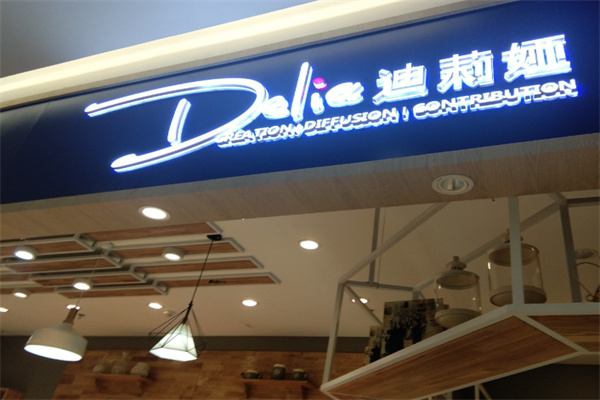 Delia 迪莉娅
CREATION | DIFFUSION | CONTRIBUTION